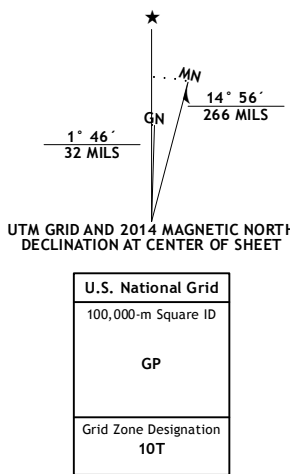 ★
MN
GN
1° 46´
32 MILS
14° 56´
266 MILS
UTM GRID AND 2014 MAGNETIC NORTH
DECLINATION AT CENTER OF SHEET
U.S. National Grid
100,000-m Square ID
GP
Grid Zone Designation
10T